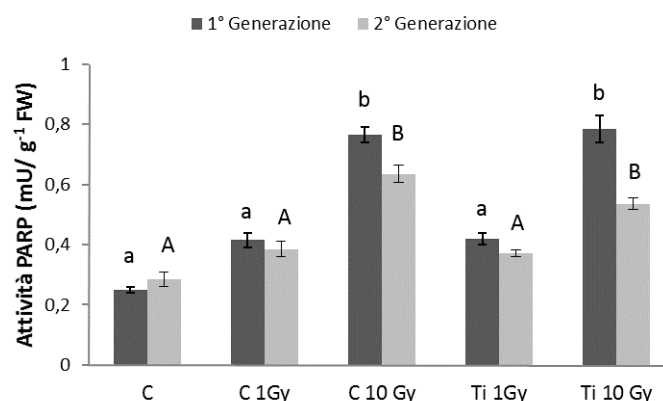 1° Generazione 2° Generazione
Attività PARP (mU/ g⁻¹ FW)
1
0,8
0,6
0,4
0,2
0
a A a A b B a A b B
C C 1Gy C 10 Gy Ti 1Gy Ti 10 Gy